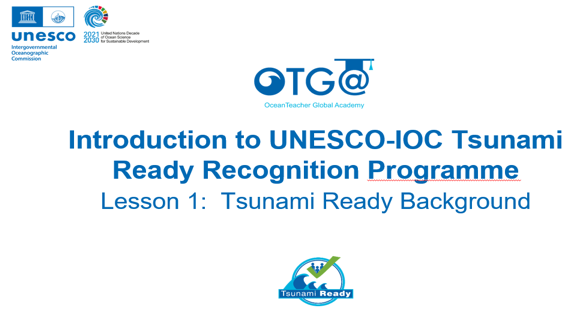 unesco
Intergovernmental
Oceanographic
Commission
2021 United Nations Decade
2030 of Ocean Science
for Sustainable Development
OTG@
OceanTeacher Global Academy
Introduction to UNESCO-IOC Tsunami
Ready Recognition Programme
Lesson 1:  Tsunami Ready Background
Tsunami Ready